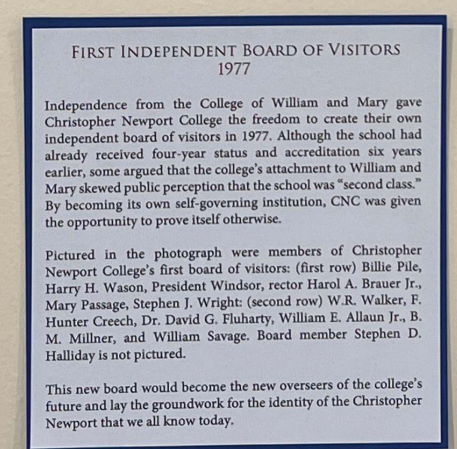 FIRST INDEPENDENT BOARD OF VISITORS
1977
Independence from the College of William and Mary gave
Christopher Newport College the freedom to create their own
independent board of visitors in 1977. Although the school had
already received four-year status and accreditation six years
earlier, some argued that the college's attachment to William and
Mary skewed public perception that the school was “second class.”
By becoming its own self-governing institution, CNC was given
the opportunity to prove itself otherwise.
Pictured in the photograph were members of Christopher
Newport College's first board of visitors: (first row) Billie Pile,
Harry H. Wason, President Windsor, rector Harol A. Brauer Jr.,
Mary Passage, Stephen J. Wright: (second row) W.R. Walker, F.
Hunter Creech, Dr. David G. Fluharty, William E. Allaun Jr., B.
M. Millner, and William Savage. Board member Stephen D.
Halliday is not pictured.
This new board would become the new overseers of the college's
future and lay the groundwork for the identity of the Christopher
Newport that we all know today.